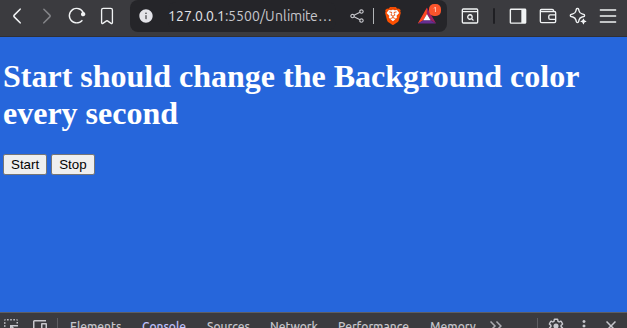 127.0.0.1:5500/Unlimite...
1
Start should change the Background color
every second
Start Stop
Elements Console Sources Network Performance Memory